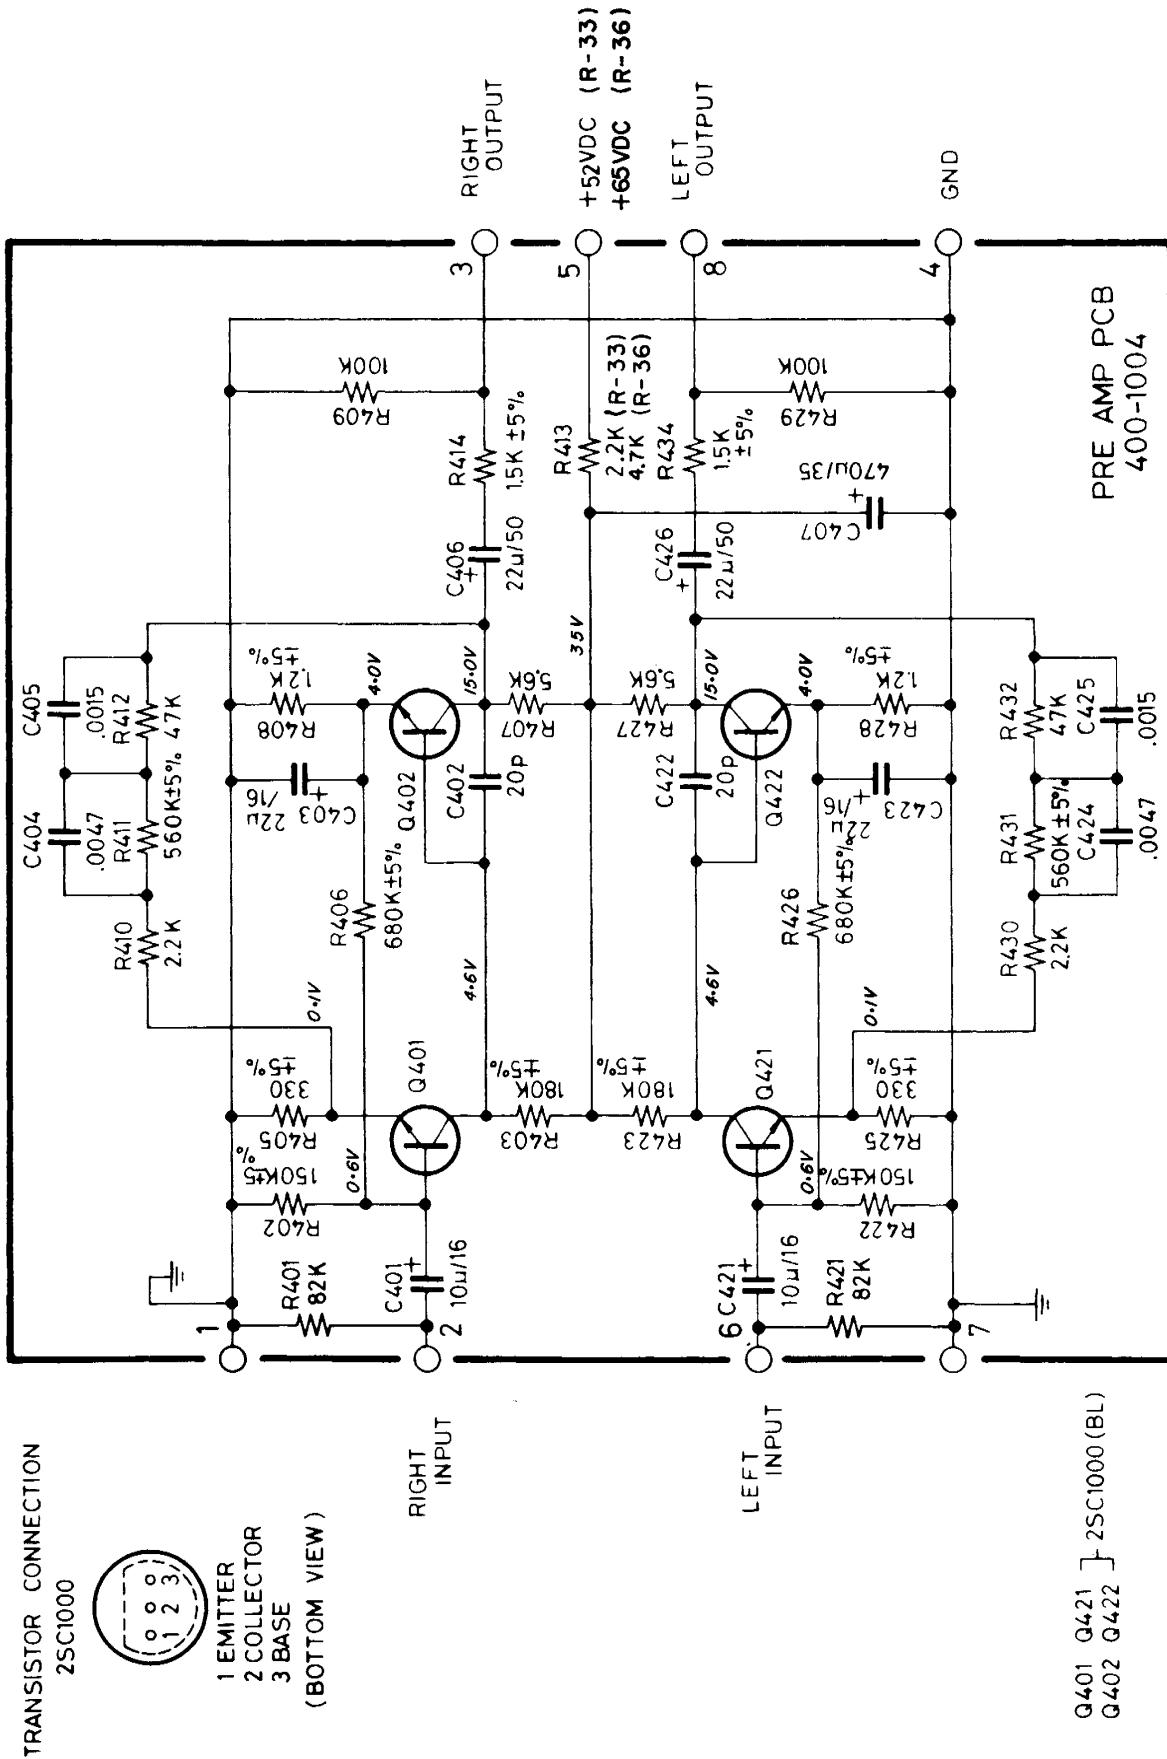 TRANSISTOR CONNECTION
2SC1000
1 2 3
1 EMITTER
2 COLLECTOR
3 BASE
(BOTTOM VIEW)
RIGHT
INPUT
LEFT
INPUT
Q401 Q421
Q402 Q422
2SC1000(BL)
1
2
6
7
R401
82K
C401
+
10µ/16
C421
+
10µ/16
R421
82K
R402
150K±5%
0.6V
R422
150K±5%
0.6V
R405
330
±5%
0.1V
Q401
R403
180K
±5%
R423
180K
±5%
Q421
R425
330
±5%
0.1V
R410
2.2K
R406
680K±5%
4.6V
4.6V
R426
680K±5%
R430
2.2K
C404
.0047
R411
560K±5%
C405
.0015
R412
47K
C403
22µ
/16
+
R408
1.2K
±5%
4.0V
Q402
C402
20p
15.0V
R407
5.6K
35V
R427
5.6K
15.0V
C422
20p
Q422
4.0V
C423
22µ
/16
+
R428
1.2K
±5%
R431
560K±5%
C424
.0047
R432
47K
C425
.0015
C406
+
22µ/50
R414
1.5K ±5%
R409
100K
R413
2.2K (R-33)
4.7K (R-36)
C426
+
22µ/50
R434
1.5K
±5%
R429
100K
C407
470µ/35
+
3
5
8
4
RIGHT
OUTPUT
+52VDC (R-33)
+65VDC (R-36)
LEFT
OUTPUT
GND
PRE AMP PCB
400-1004